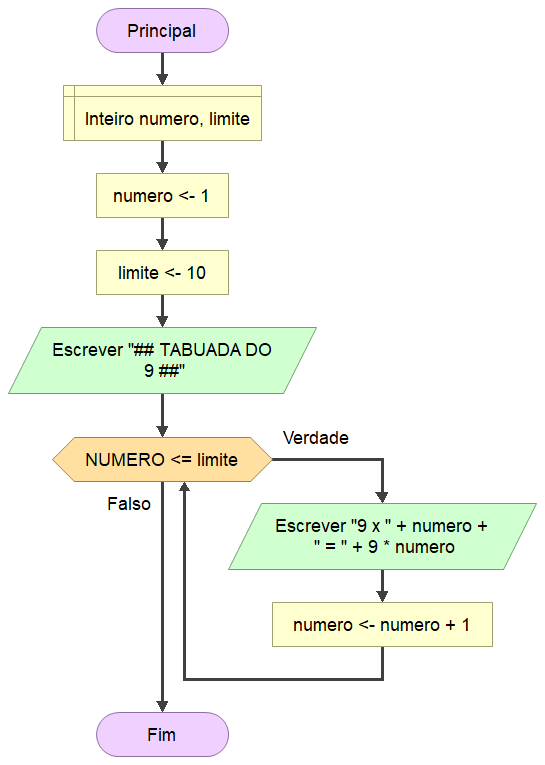 Principal
Inteiro numero, limite
numero <- 1
limite <- 10
Escrever "## TABUADA DO
9 ##"
NUMERO <= limite
Verdade
Falso
Escrever "9 x " + numero +
" = " + 9 * numero
numero <- numero + 1
Fim